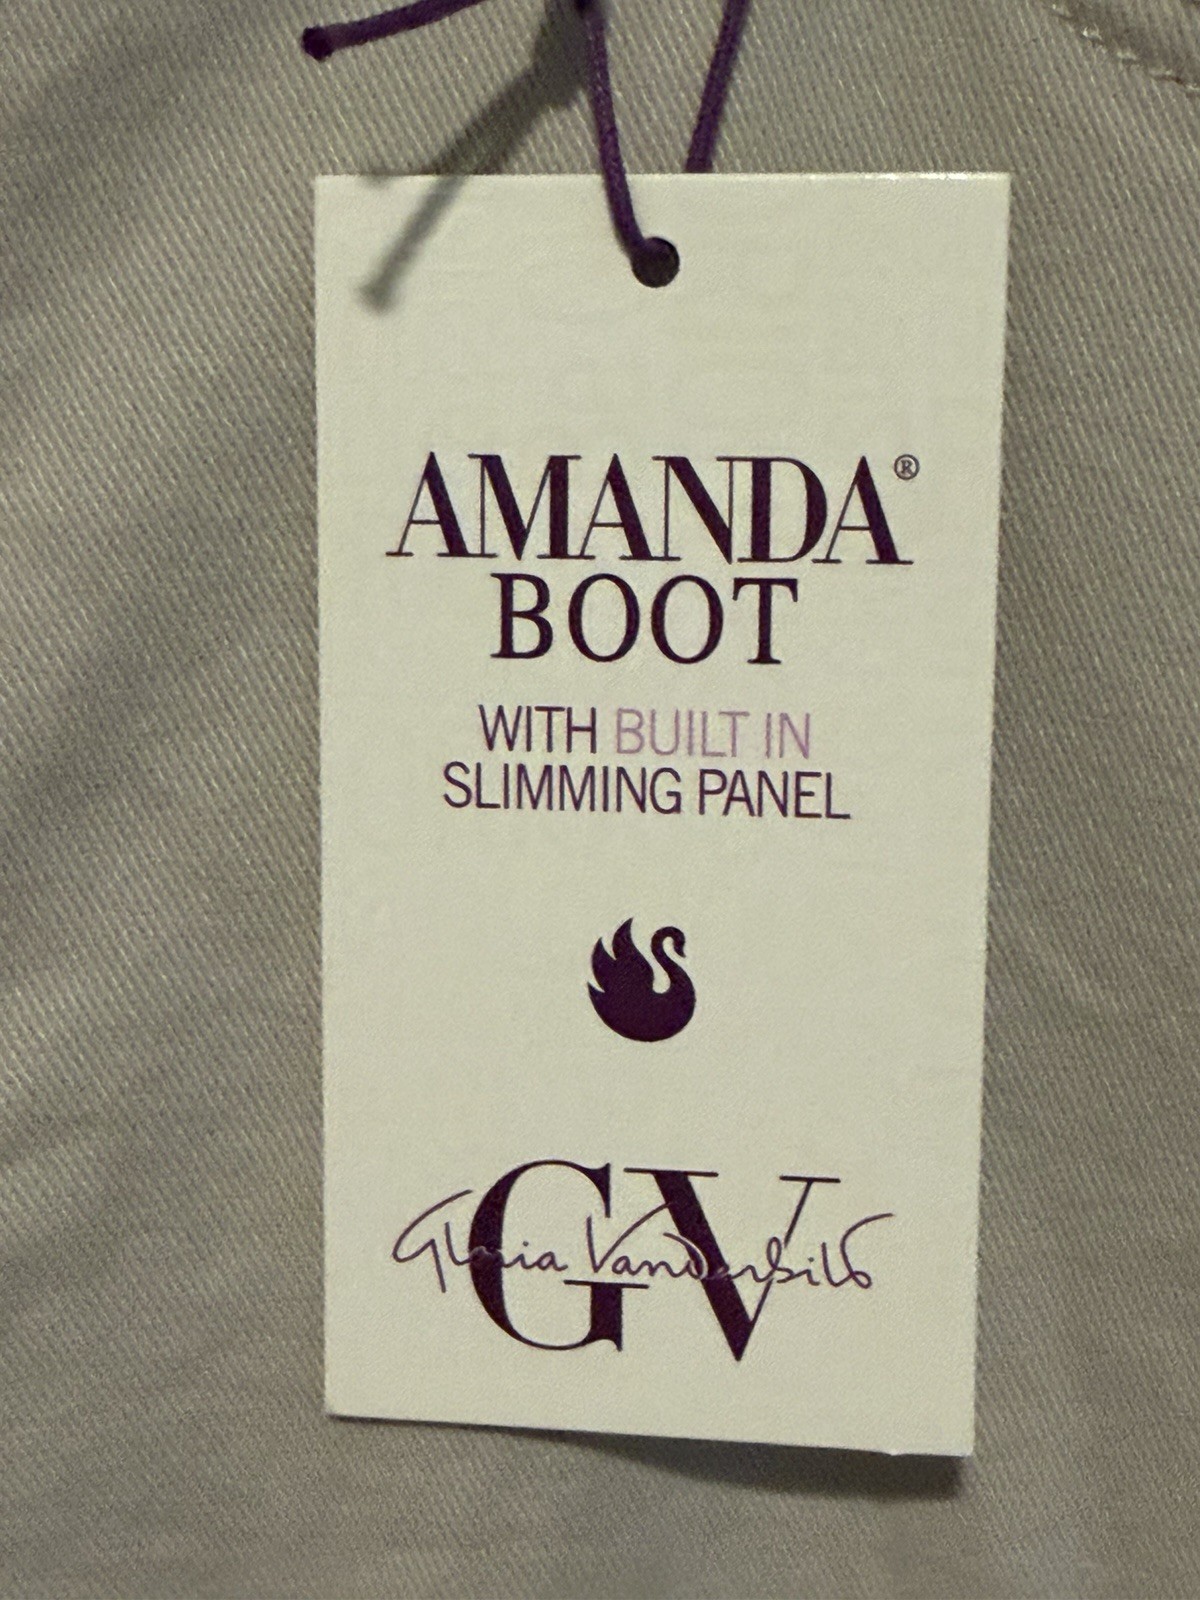 AMANDA®
BOOT
WITH BUILT IN
SLIMMING PANEL
GV
Gloria Vanderbilt